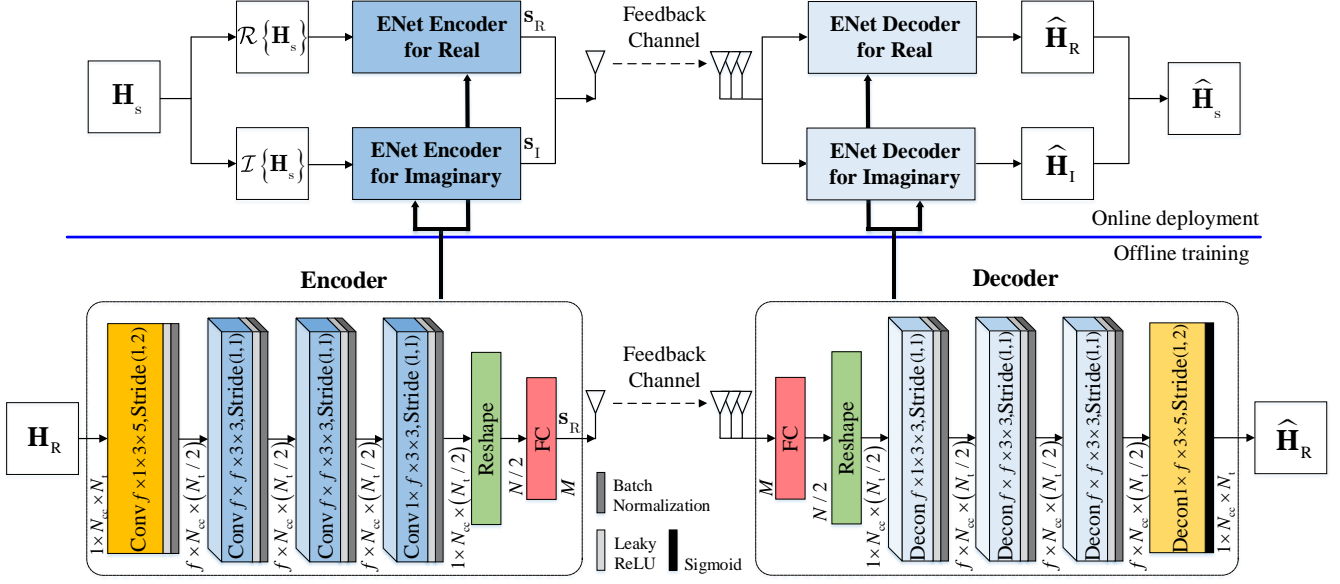 H_s
ℛ{H_s}
ℐ{H_s}
ENet Encoder
for Real
s_R
ENet Encoder
for Imaginary
s_I
Feedback
Channel
ENet Decoder
for Real
ENet Decoder
for Imaginary
Ĥ_R
Ĥ_I
Ĥ_s
Online deployment
Offline training
Encoder
Decoder
H_R
1×N_cc×N_t
Conv f×1×3×5,Stride(1,2)
f×N_cc×(N_t/2)
Conv f×f×3×3,Stride(1,1)
f×N_cc×(N_t/2)
Conv f×f×3×3,Stride(1,1)
f×N_cc×(N_t/2)
Conv 1×f×3×3,Stride(1,1)
1×N_cc×(N_t/2)
Reshape
N/2
FC
M
s_R
Feedback
Channel
Batch
Normalization
Leaky
ReLU
Sigmoid
M
FC
N/2
Reshape
1×N_cc×(N_t/2)
Decon f×1×3×3,Stride(1,1)
f×N_cc×(N_t/2)
Decon f×f×3×3,Stride(1,1)
f×N_cc×(N_t/2)
Decon f×f×3×3,Stride(1,1)
f×N_cc×(N_t/2)
Decon1×f×3×5,Stride(1,2)
1×N_cc×N_t
Ĥ_R